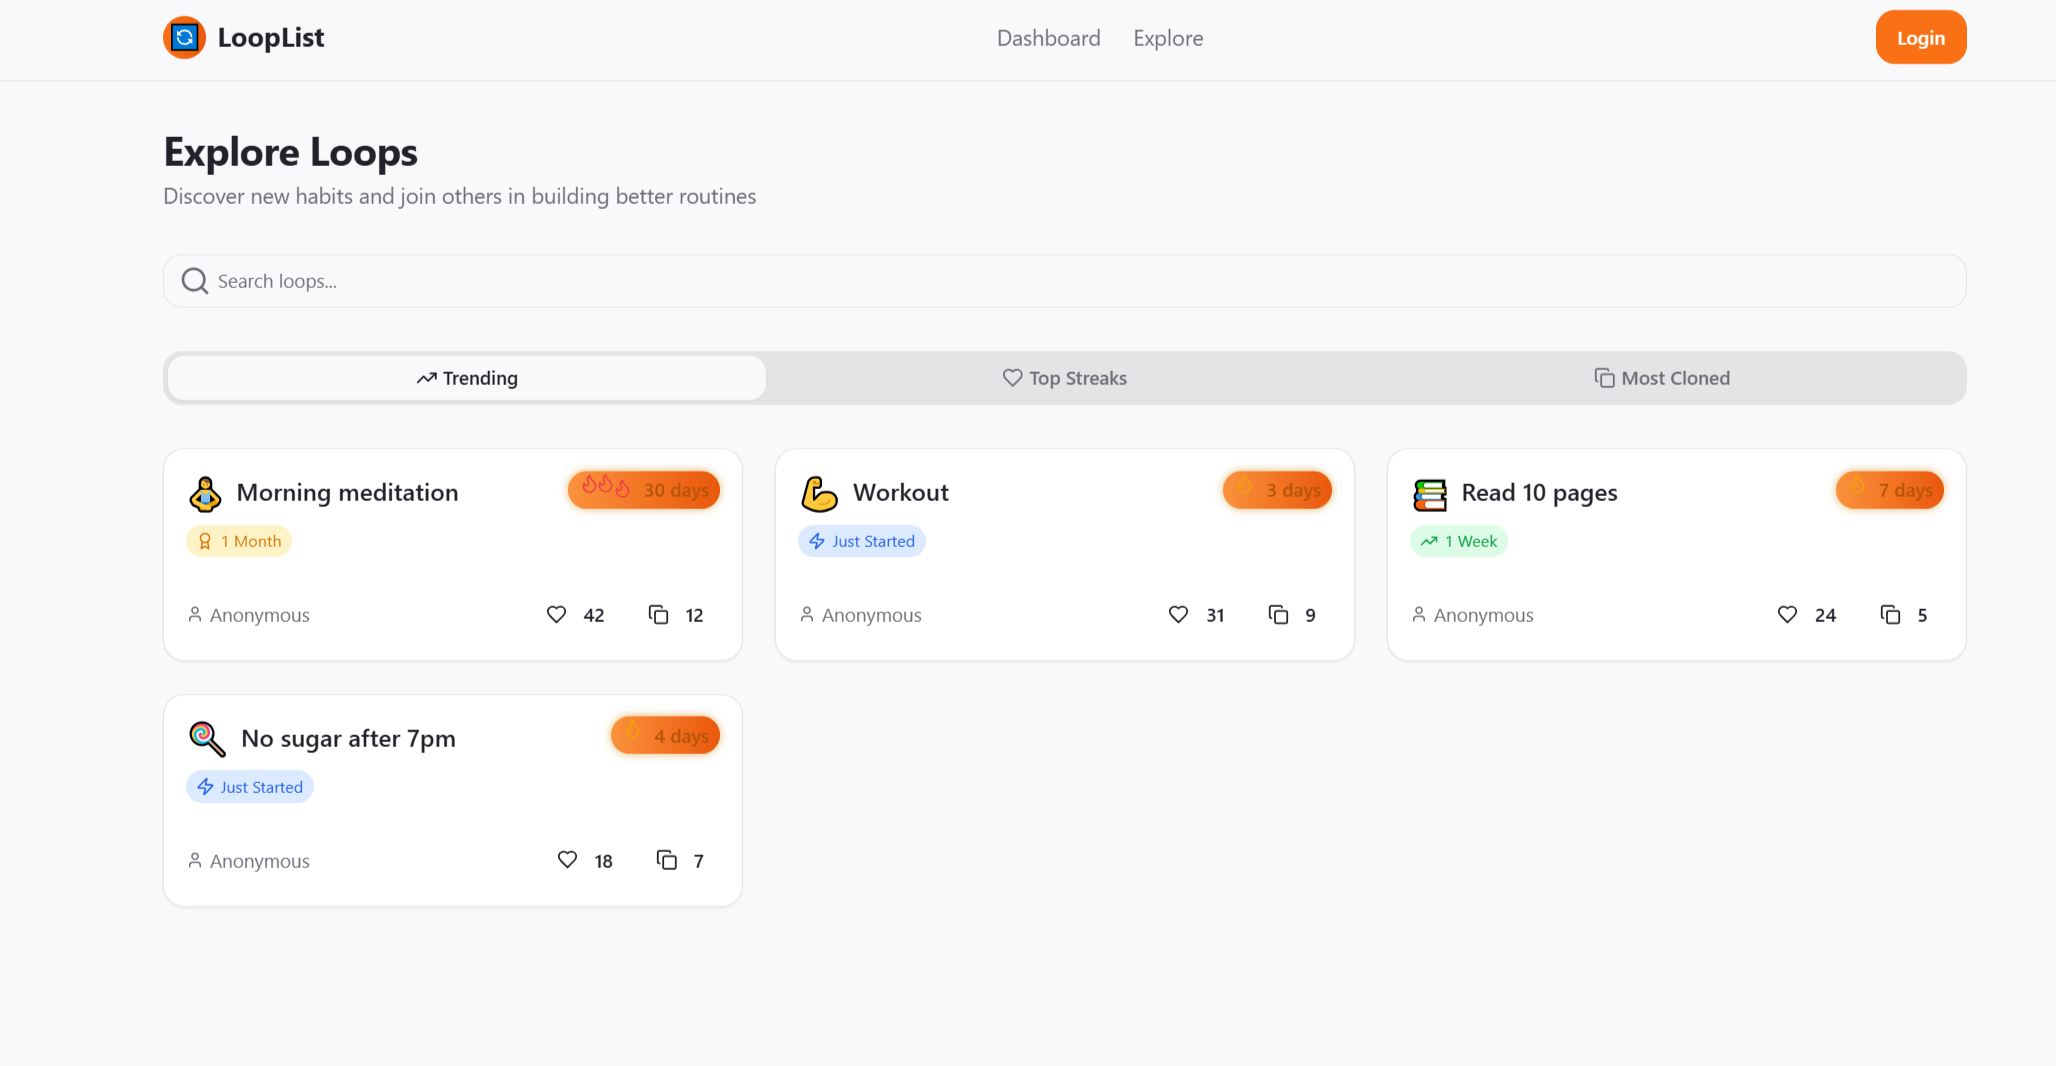 LoopList
Dashboard Explore
Login
Explore Loops
Discover new habits and join others in building better routines
Search loops...
Trending
Top Streaks
Most Cloned
Morning meditation
30 days
1 Month
Anonymous
42
12
Workout
3 days
Just Started
Anonymous
31
9
Read 10 pages
7 days
1 Week
Anonymous
24
5
No sugar after 7pm
4 days
Just Started
Anonymous
18
7